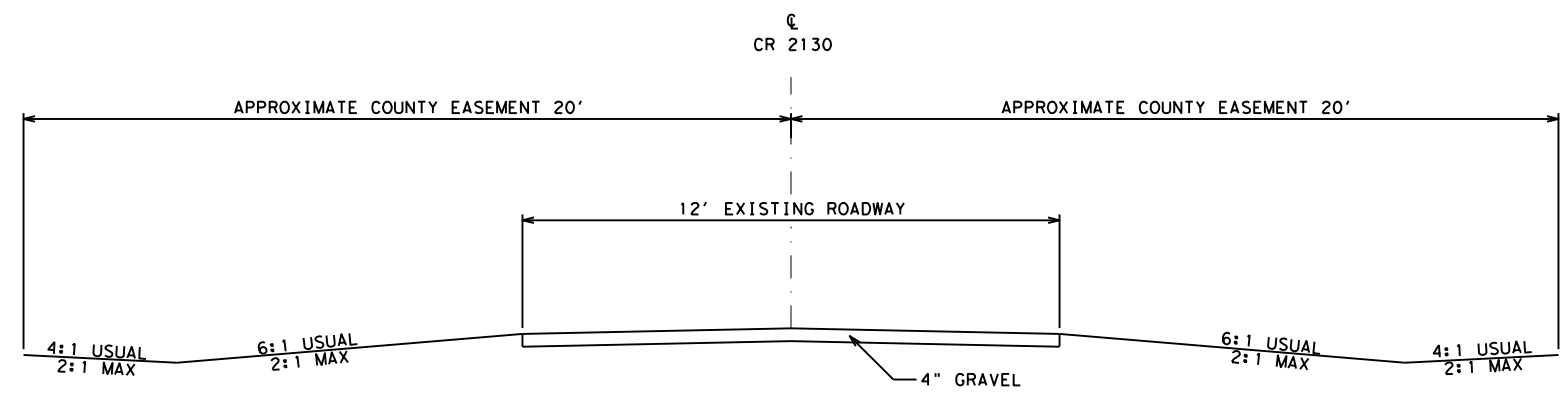 ℄
CR 2130
APPROXIMATE COUNTY EASEMENT 20'
APPROXIMATE COUNTY EASEMENT 20'
12' EXISTING ROADWAY
4:1 USUAL
2:1 MAX
6:1 USUAL
2:1 MAX
6:1 USUAL
2:1 MAX
4:1 USUAL
2:1 MAX
4" GRAVEL